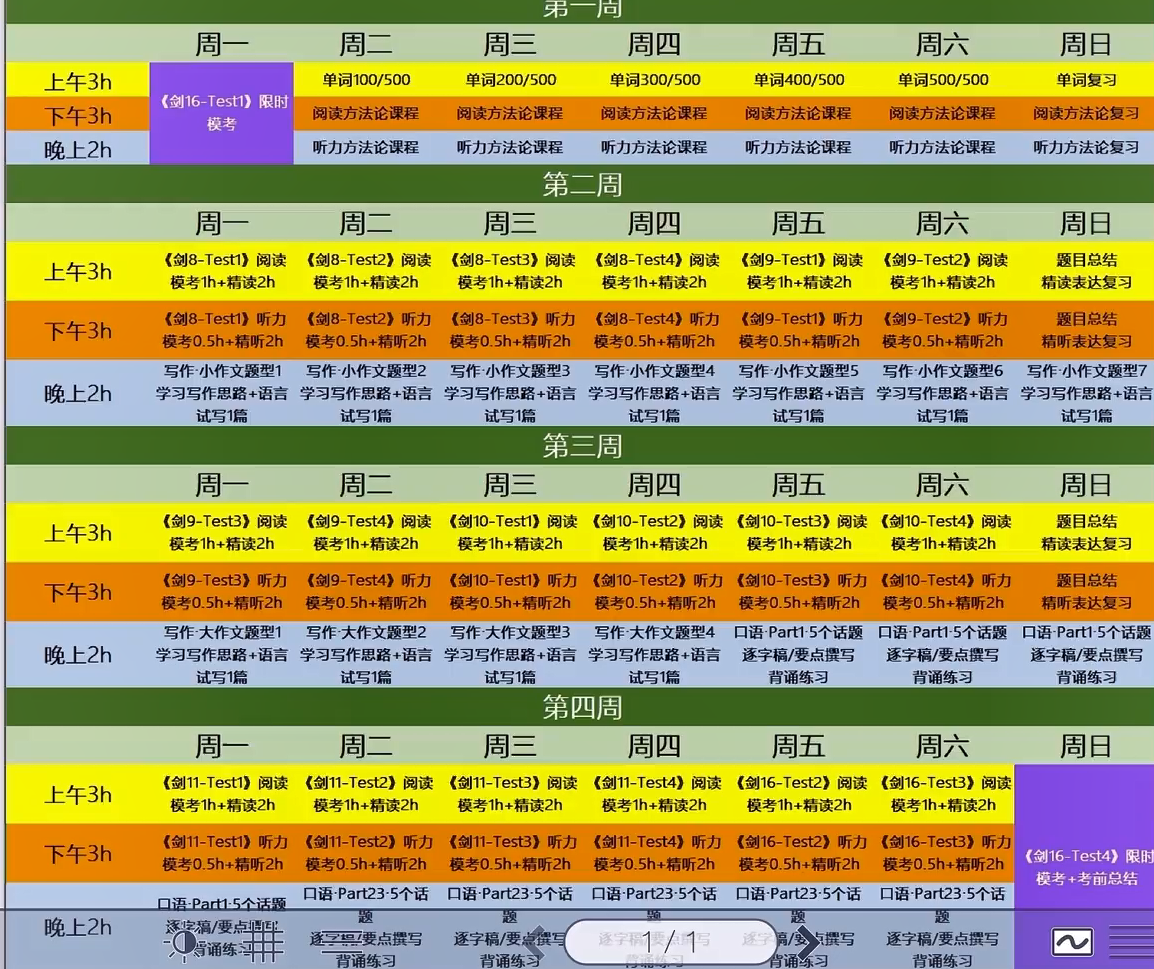 第一周
周一 周二 周三 周四 周五 周六 周日
上午3h 单词100/500 单词200/500 单词300/500 单词400/500 单词500/500 单词复习
《剑16-Test1》限时
模考
下午3h 阅读方法论课程 阅读方法论课程 阅读方法论课程 阅读方法论课程 阅读方法论课程 阅读方法论复习
晚上2h 听力方法论课程 听力方法论课程 听力方法论课程 听力方法论课程 听力方法论课程 听力方法论复习
第二周
周一 周二 周三 周四 周五 周六 周日
上午3h
《剑8-Test1》阅读 《剑8-Test2》阅读 《剑8-Test3》阅读 《剑8-Test4》阅读 《剑9-Test1》阅读 《剑9-Test2》阅读 题目总结
模考1h+精读2h 模考1h+精读2h 模考1h+精读2h 模考1h+精读2h 模考1h+精读2h 模考1h+精读2h 精读表达复习
下午3h
《剑8-Test1》听力 《剑8-Test2》听力 《剑8-Test3》听力 《剑8-Test4》听力 《剑9-Test1》听力 《剑9-Test2》听力 题目总结
模考0.5h+精听2h 模考0.5h+精听2h 模考0.5h+精听2h 模考0.5h+精听2h 模考0.5h+精听2h 模考0.5h+精听2h 精听表达复习
晚上2h
写作·小作文题型1 写作·小作文题型2 写作·小作文题型3 写作·小作文题型4 写作·小作文题型5 写作·小作文题型6 写作·小作文题型7
学习写作思路+语言 学习写作思路+语言 学习写作思路+语言 学习写作思路+语言 学习写作思路+语言 学习写作思路+语言 学习写作思路+语言
试写1篇 试写1篇 试写1篇 试写1篇 试写1篇 试写1篇 试写1篇
第三周
周一 周二 周三 周四 周五 周六 周日
上午3h
《剑9-Test3》阅读 《剑9-Test4》阅读 《剑10-Test1》阅读 《剑10-Test2》阅读 《剑10-Test3》阅读 《剑10-Test4》阅读 题目总结
模考1h+精读2h 模考1h+精读2h 模考1h+精读2h 模考1h+精读2h 模考1h+精读2h 模考1h+精读2h 精读表达复习
下午3h
《剑9-Test3》听力 《剑9-Test4》听力 《剑10-Test1》听力 《剑10-Test2》听力 《剑10-Test3》听力 《剑10-Test4》听力 题目总结
模考0.5h+精听2h 模考0.5h+精听2h 模考0.5h+精听2h 模考0.5h+精听2h 模考0.5h+精听2h 模考0.5h+精听2h 精听表达复习
晚上2h
写作·大作文题型1 写作·大作文题型2 写作·大作文题型3 写作·大作文题型4 口语·Part1·5个话题 口语·Part1·5个话题 口语·Part1·5个话题
学习写作思路+语言 学习写作思路+语言 学习写作思路+语言 学习写作思路+语言 逐字稿/要点撰写 逐字稿/要点撰写 逐字稿/要点撰写
试写1篇 试写1篇 试写1篇 试写1篇 背诵练习 背诵练习 背诵练习
第四周
周一 周二 周三 周四 周五 周六 周日
上午3h
《剑11-Test1》阅读 《剑11-Test2》阅读 《剑11-Test3》阅读 《剑11-Test4》阅读 《剑16-Test2》阅读 《剑16-Test3》阅读
模考1h+精读2h 模考1h+精读2h 模考1h+精读2h 模考1h+精读2h 模考1h+精读2h 模考1h+精读2h
下午3h
《剑11-Test1》听力 《剑11-Test2》听力 《剑11-Test3》听力 《剑11-Test4》听力 《剑16-Test2》听力 《剑16-Test3》听力 《剑16-Test4》限时
模考0.5h+精听2h 模考0.5h+精听2h 模考0.5h+精听2h 模考0.5h+精听2h 模考0.5h+精听2h 模考0.5h+精听2h 模考+考前总结
晚上2h
口语·Part1·5个话题 口语·Part23·5个话 口语·Part23·5个话 口语·Part23·5个话 口语·Part23·5个话 口语·Part23·5个话
题 题 题 题 题
逐字稿/要点撰写 逐字稿/要点撰写 逐字稿/要点撰写 逐字稿/要点撰写 逐字稿/要点撰写 逐字稿/要点撰写
背诵练习 背诵练习 背诵练习 背诵练习 背诵练习 背诵练习
1/1